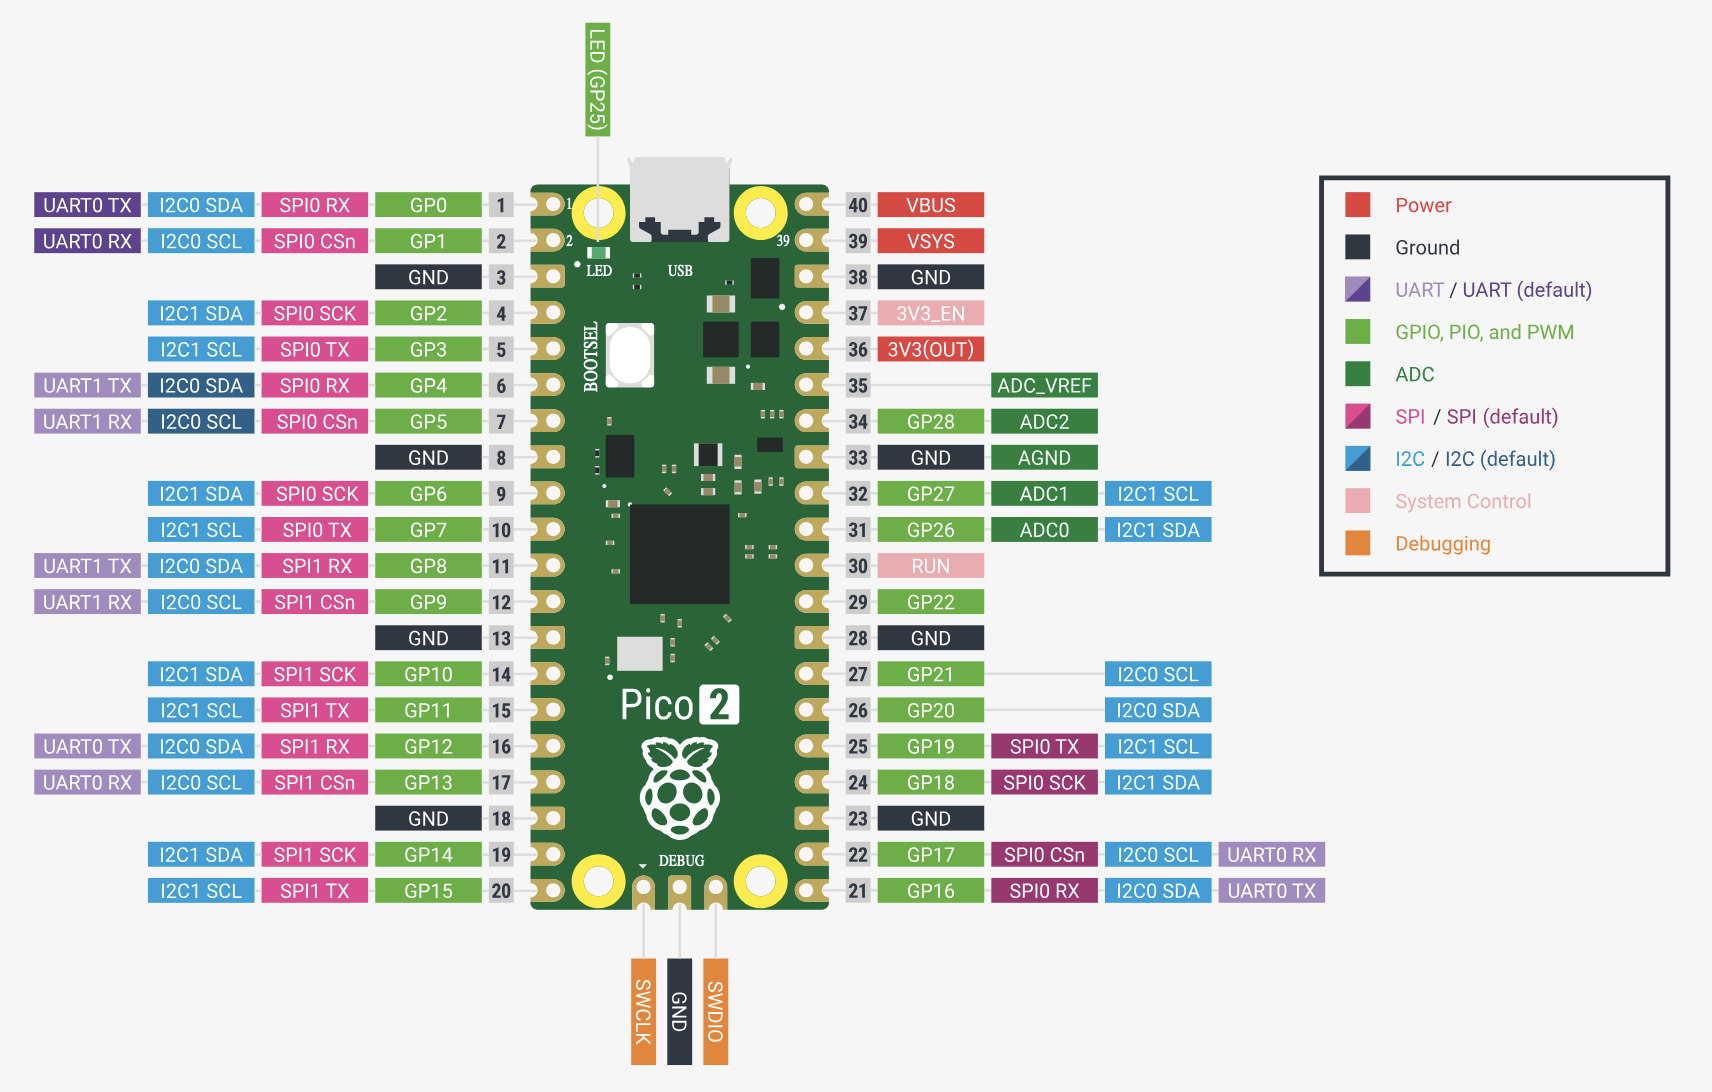 LED (GP25)
UART0 TX I2C0 SDA SPI0 RX GP0 1 1 40 VBUS
UART0 RX I2C0 SCL SPI0 CSn GP1 2 2 39 39 VSYS
GND 3 LED USB 38 GND
I2C1 SDA SPI0 SCK GP2 4 37 3V3_EN
I2C1 SCL SPI0 TX GP3 5 BOOTSEL 36 3V3(OUT)
UART1 TX I2C0 SDA SPI0 RX GP4 6 35 ADC_VREF
UART1 RX I2C0 SCL SPI0 CSn GP5 7 34 GP28 ADC2
GND 8 33 GND AGND
I2C1 SDA SPI0 SCK GP6 9 32 GP27 ADC1 I2C1 SCL
I2C1 SCL SPI0 TX GP7 10 31 GP26 ADC0 I2C1 SDA
UART1 TX I2C0 SDA SPI1 RX GP8 11 30 RUN
UART1 RX I2C0 SCL SPI1 CSn GP9 12 29 GP22
GND 13 28 GND
I2C1 SDA SPI1 SCK GP10 14 27 GP21 I2C0 SCL
I2C1 SCL SPI1 TX GP11 15 Pico 2 26 GP20 I2C0 SDA
UART0 TX I2C0 SDA SPI1 RX GP12 16 25 GP19 SPI0 TX I2C1 SCL
UART0 RX I2C0 SCL SPI1 CSn GP13 17 24 GP18 SPI0 SCK I2C1 SDA
GND 18 23 GND
I2C1 SDA SPI1 SCK GP14 19 DEBUG 22 GP17 SPI0 CSn I2C0 SCL UART0 RX
I2C1 SCL SPI1 TX GP15 20 21 GP16 SPI0 RX I2C0 SDA UART0 TX
SWCLK
GND
SWDIO
Power
Ground
UART / UART (default)
GPIO, PIO, and PWM
ADC
SPI / SPI (default)
I2C / I2C (default)
System Control
Debugging